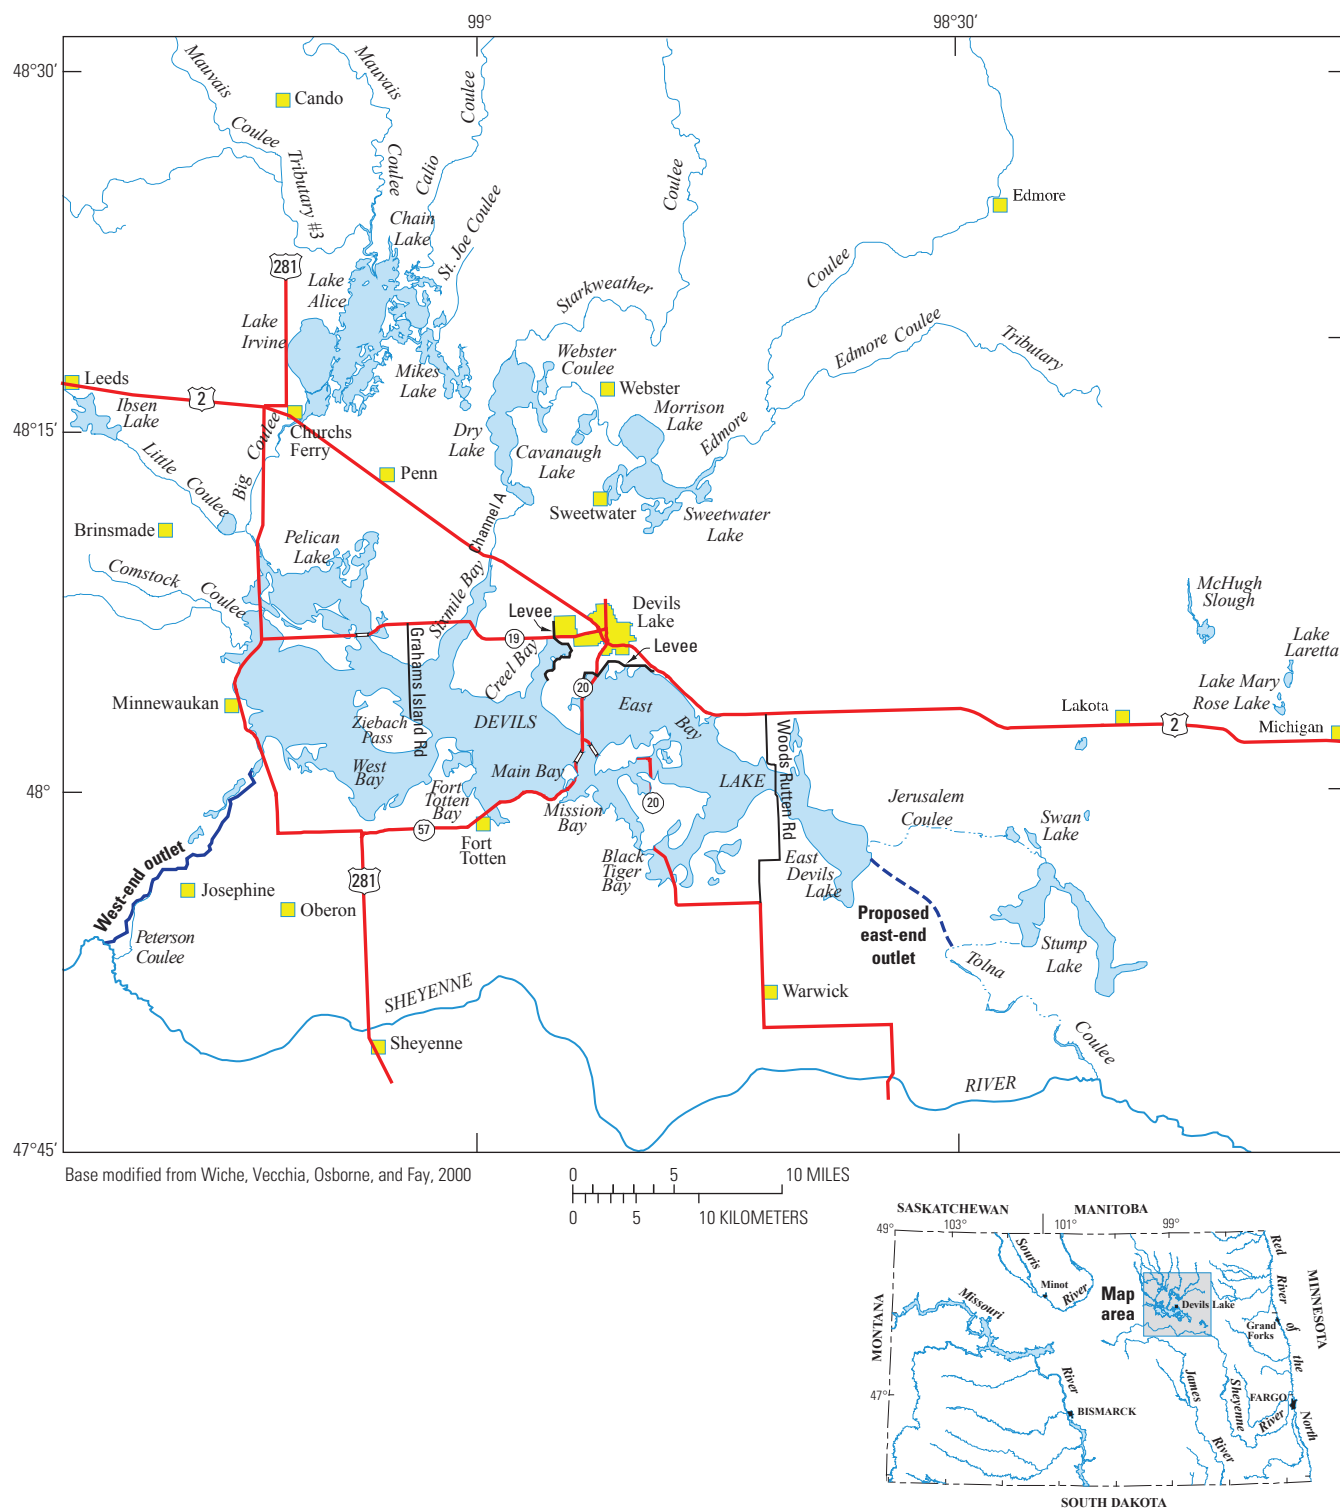 99°
98°30′
48°30′
Mauvais
Coulee
Tributary #3
Cando
Mauvais
Coulee
Calio
Coulee
Coulee
Edmore
Chain
Lake
St. Joe Coulee
281
Lake
Alice
Lake
Irvine
Starkweather
Coulee
Edmore Coulee
Tributary
Webster
Coulee
Mikes
Lake
Webster
Leeds
2
Ibsen
Lake
Morrison
Lake
48°15′
Churchs
Ferry
Dry
Lake
Cavanaugh
Lake
Edmore
Little
Coulee
Big
Coulee
Penn
Sweetwater
Sweetwater
Lake
Brinsmade
Channel A
Pelican
Lake
Comstock
Coulee
Sixmile Bay
McHugh
Slough
Levee
Devils
Lake
Levee
19
Lake
Laretta
Grahams Island Rd
Creel Bay
20
Lake Mary
Rose Lake
Minnewaukan
Ziebach
Pass
DEVILS
East
Bay
Lakota
2
Michigan
West
Bay
Main Bay
LAKE
Woods Rutten Rd
48°
Fort
Totten
Bay
Mission
Bay
20
Jerusalem
Coulee
Swan
Lake
57
Fort
Totten
Black
Tiger
Bay
East
Devils
Lake
West-end outlet
281
Josephine
Oberon
Proposed
east-end
outlet
Peterson
Coulee
Stump
Lake
Tolna
Coulee
SHEYENNE
Warwick
Sheyenne
RIVER
47°45′
Base modified from Wiche, Vecchia, Osborne, and Fay, 2000
0 5 10 MILES
0 5 10 KILOMETERS
SASKATCHEWAN
MANITOBA
49°
103°
101°
99°
Souris
River
Minot
Map
area
Devils Lake
Red
River
of
the
North
MINNESOTA
Missouri
Grand
Forks
MONTANA
47°
River
BISMARCK
James
River
Sheyenne
River
FARGO
SOUTH DAKOTA